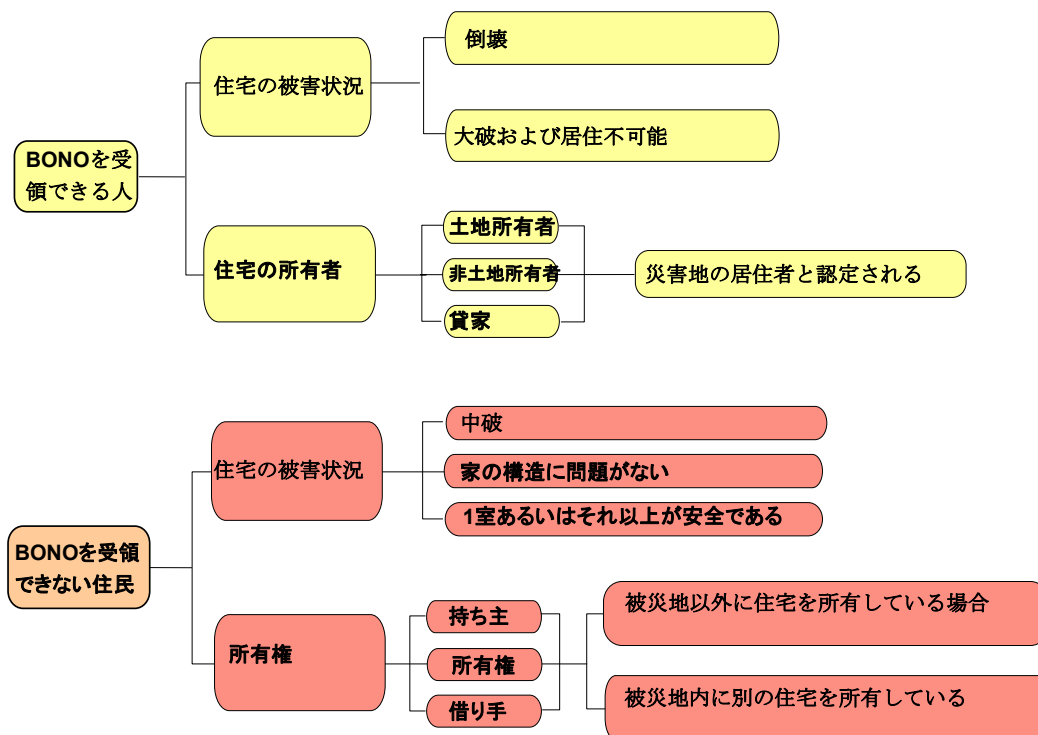 BONOを受
領できる人
住宅の被害状況
倒壊
大破および居住不可能
住宅の所有者
土地所有者
非土地所有者
貸家
災害地の居住者と認定される
BONOを受領
できない住民
住宅の被害状況
中破
家の構造に問題がない
1室あるいはそれ以上が安全である
所有権
持ち主
所有権
借り手
被災地以外に住宅を所有している場合
被災地内に別の住宅を所有している